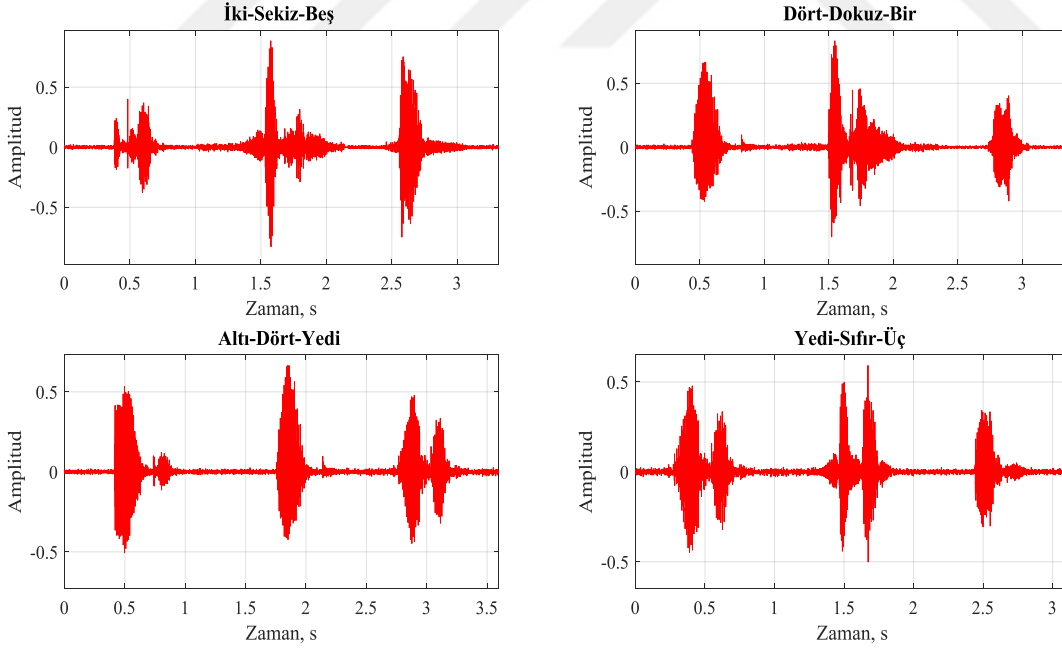 İki-Sekiz-Beş
Amplitud
0.5
0
-0.5
0 0.5 1 1.5 2 2.5 3
Zaman, s
Dört-Dokuz-Bir
Amplitud
0.5
0
-0.5
0 0.5 1 1.5 2 2.5 3
Zaman, s
Altı-Dört-Yedi
Amplitud
0.5
0
-0.5
0 0.5 1 1.5 2 2.5 3 3.5
Zaman, s
Yedi-Sıfır-Üç
Amplitud
0.5
0
-0.5
0 0.5 1 1.5 2 2.5 3
Zaman, s